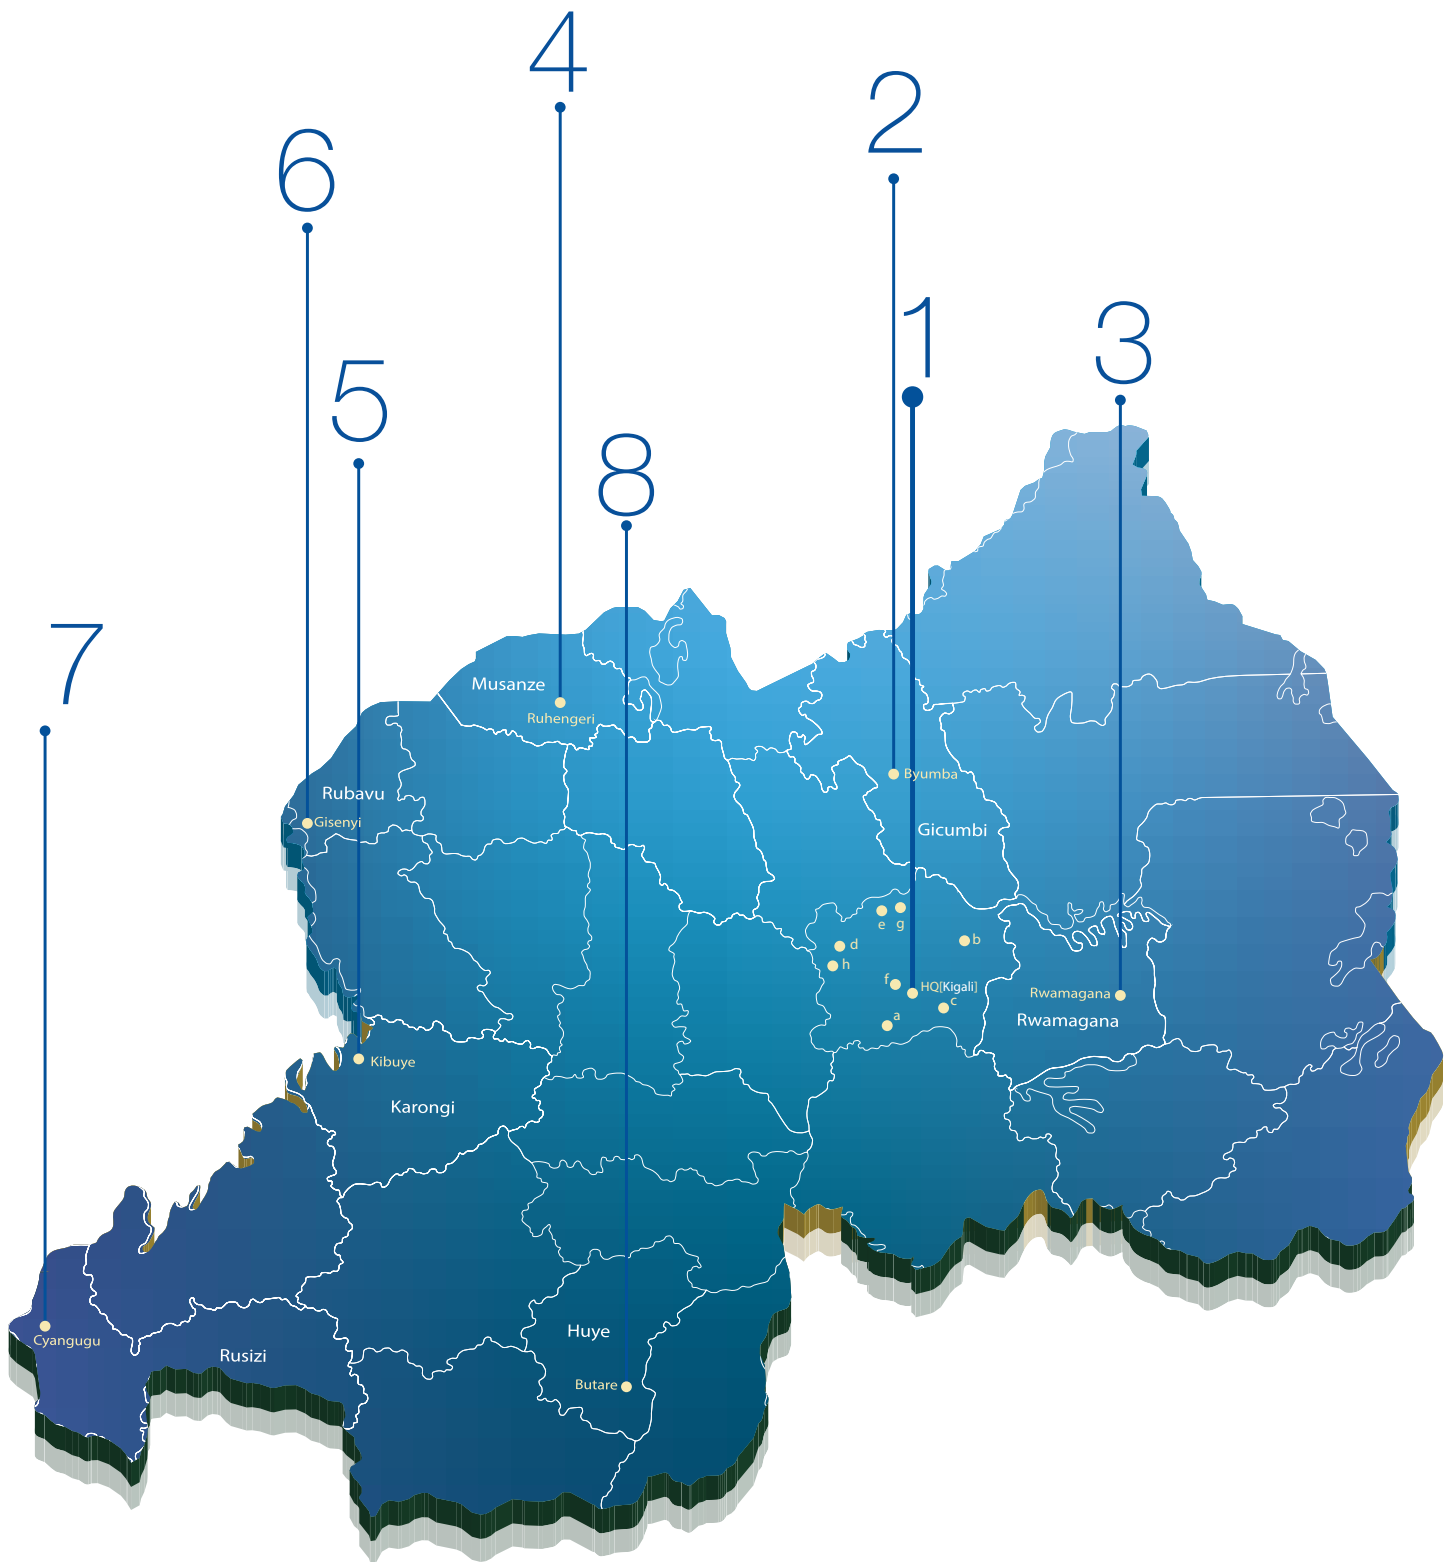 4
2
6
1
3
5
8
7
Musanze
Ruhengeri
Byumba
Rubavu
Gisenyi
Gicumbi
e
g
d
b
h
f
HQ[Kigali]
Rwamagana
c
a
Rwamagana
Kibuye
Karongi
Cyangugu
Huye
Rusizi
Butare